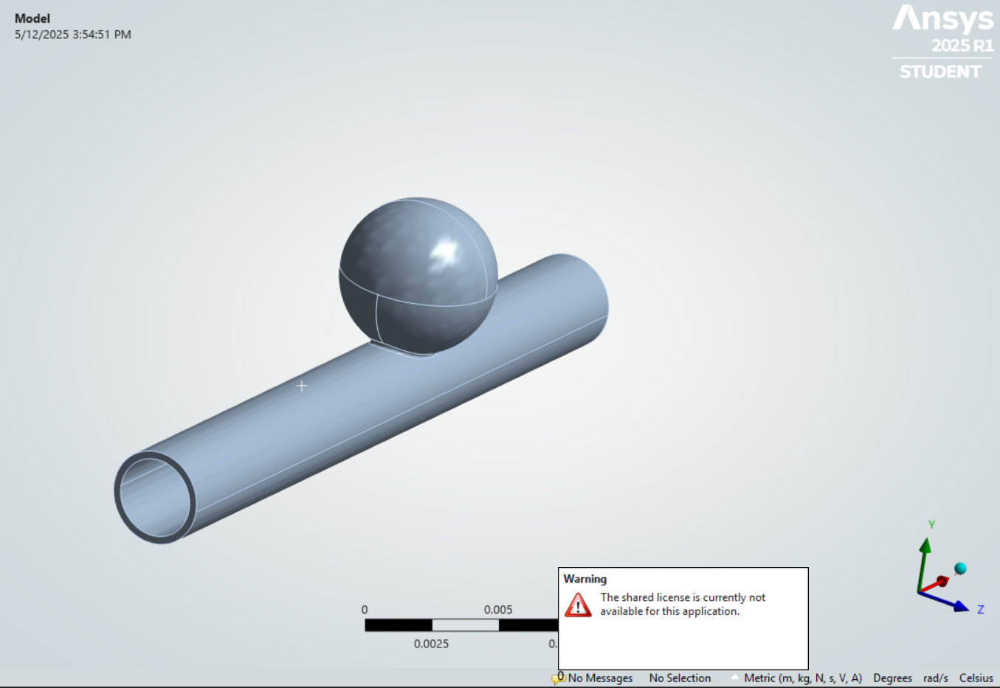 Model
5/12/2025 3:54:51 PM
Ansys
2025 R1
STUDENT
Y
Z
0
0.005
0.0025
0.
Warning
The shared license is currently not
available for this application.
0 No Messages No Selection Metric (m, kg, N, s, V, A) Degrees rad/s Celsius